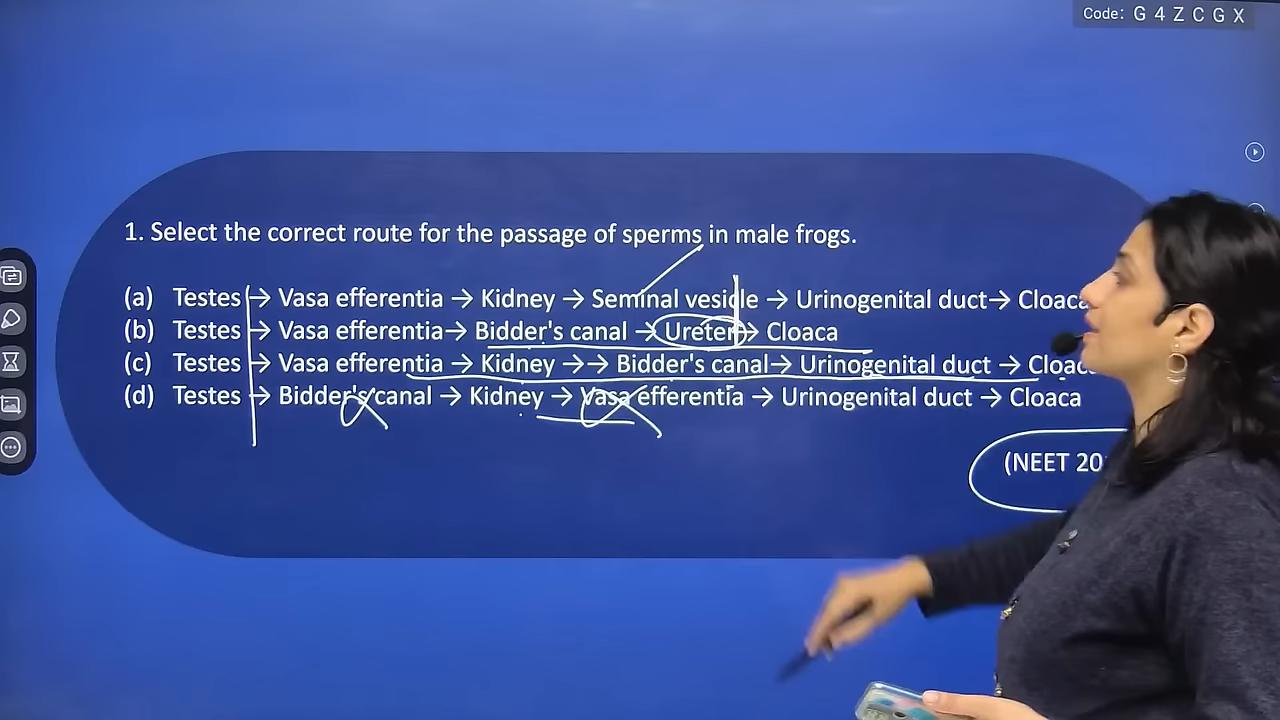 Code: G 4 Z C G X
1. Select the correct route for the passage of sperms in male frogs.
(a) Testes → Vasa efferentia → Kidney → Seminal vesicle → Urinogenital duct→ Cloaca
(b) Testes → Vasa efferentia→ Bidder's canal → Ureter→ Cloaca
(c) Testes → Vasa efferentia → Kidney →→ Bidder's canal→ Urinogenital duct → Cloac
(d) Testes → Bidder's canal → Kidney → Vasa efferentia → Urinogenital duct → Cloaca
(NEET 20